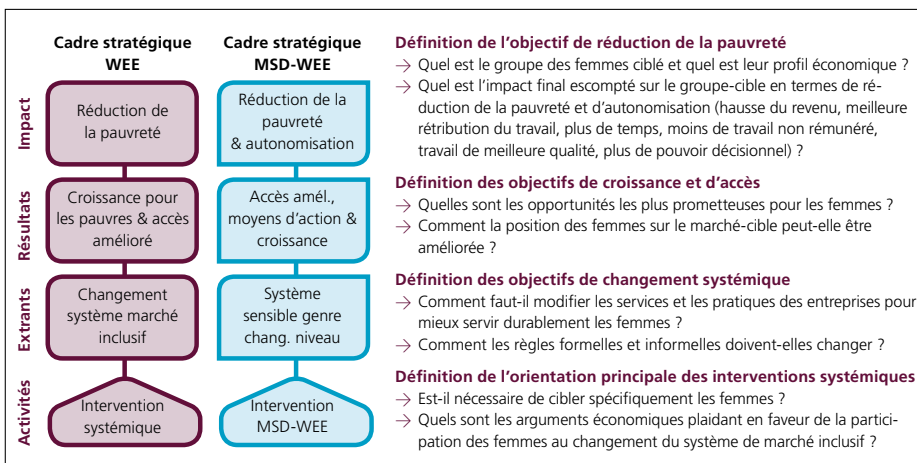 Cadre stratégique
WEE
Cadre stratégique
MSD-WEE
Impact
Réduction de
la pauvreté
Réduction de la
pauvreté
& autonomisation
Définition de l'objectif de réduction de la pauvreté
→ Quel est le groupe des femmes ciblé et quel est leur profil économique ?
→ Quel est l'impact final escompté sur le groupe-cible en termes de ré-
duction de la pauvreté et d'autonomisation (hausse du revenu, meilleure
rétribution du travail, plus de temps, moins de travail non rémunéré,
travail de meilleure qualité, plus de pouvoir décisionnel) ?
Résultats
Croissance pour
les pauvres & accès
amélioré
Accès amél.,
moyens d'action &
croissance
Définition des objectifs de croissance et d'accès
→ Quelles sont les opportunités les plus prometteuses pour les femmes ?
→ Comment la position des femmes sur le marché-cible peut-elle être
améliorée ?
Extrants
Changement
système marché
inclusif
Système
sensible genre
chang. niveau
Définition des objectifs de changement systémique
→ Comment faut-il modifier les services et les pratiques des entreprises pour
mieux servir durablement les femmes ?
→ Comment les règles formelles et informelles doivent-elles changer ?
Activités
Intervention
systémique
Intervention
MSD-WEE
Définition de l'orientation principale des interventions systémiques
→ Est-il nécessaire de cibler spécifiquement les femmes ?
→ Quels sont les arguments économiques plaidant en faveur de la partici-
pation des femmes au changement du système de marché inclusif ?